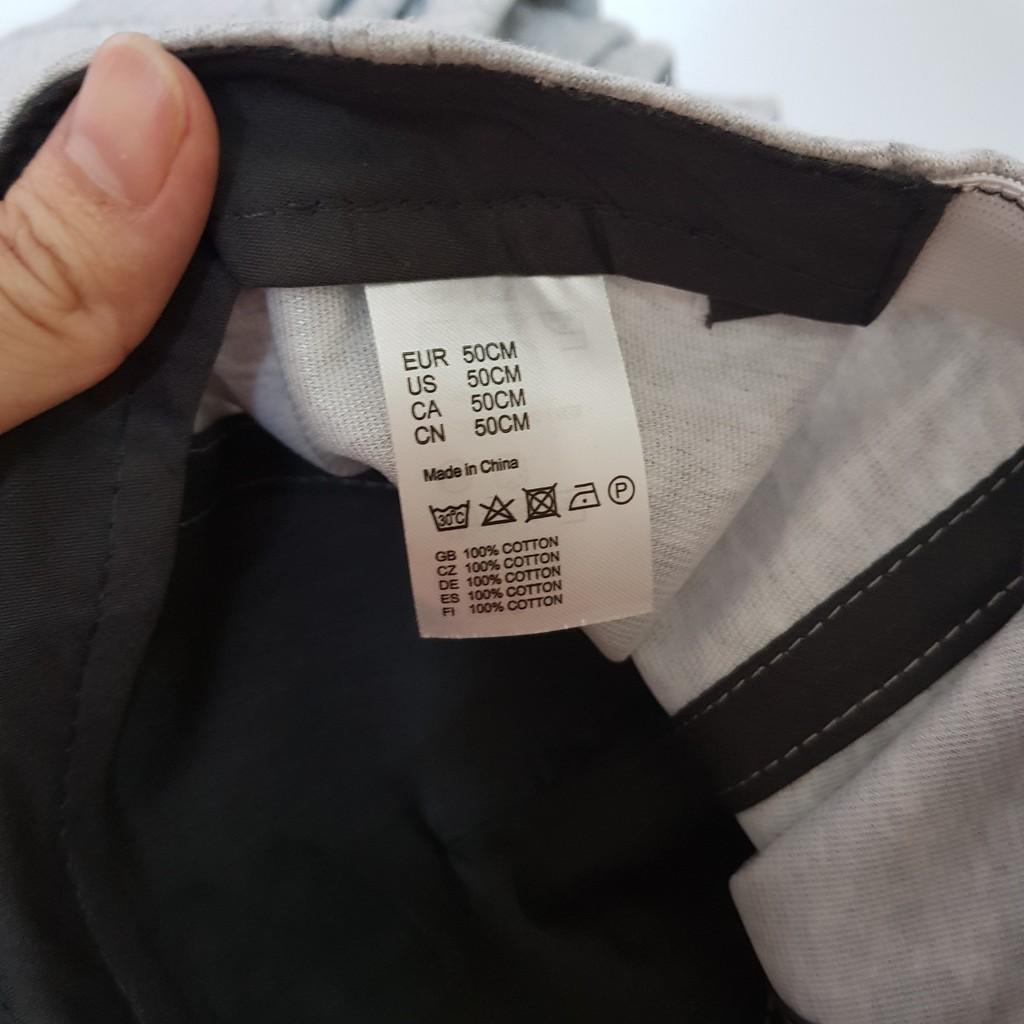 EUR 50CM
US 50CM
CA 50CM
CN 50CM
Made in China
30°C P
GB 100% COTTON
CZ 100% COTTON
DE 100% COTTON
ES 100% COTTON
FI 100% COTTON